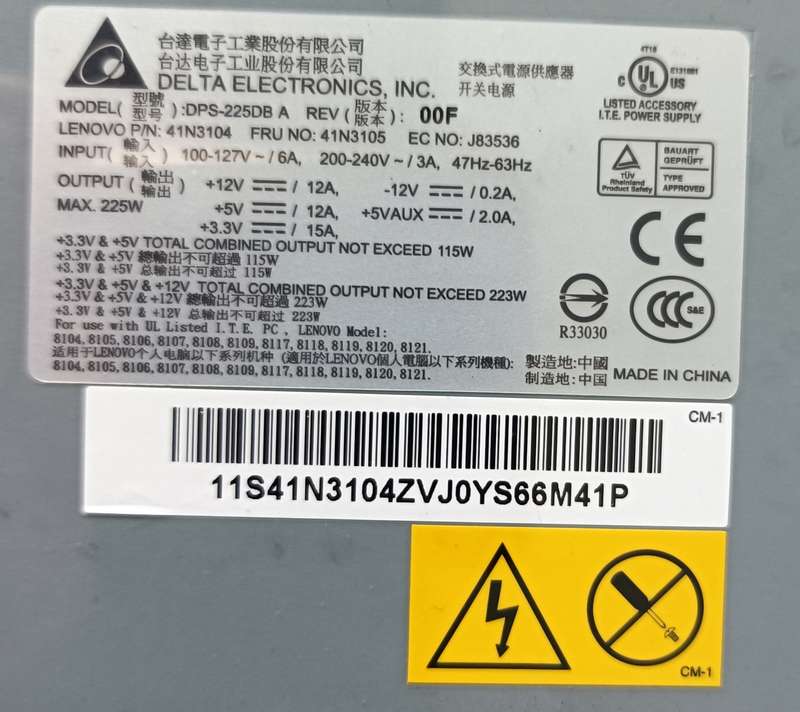 台達電子工業股份有限公司
台达电子工业股份有限公司
DELTA ELECTRONICS, INC.
交換式電源供應器
开关电源
4T18
E131881
c UL US
LISTED ACCESSORY
I.T.E. POWER SUPPLY
MODEL(型號 型号):DPS-225DB A REV(版本 版本): 00F
LENOVO P/N: 41N3104 FRU NO: 41N3105 EC NO: J83536
INPUT(輸入 输入) 100-127V~/6A, 200-240V~/3A, 47Hz-63Hz
OUTPUT(輸出 输出) +12V /12A, -12V /0.2A,
MAX. 225W +5V /12A, +5VAUX /2.0A,
+3.3V /15A,
TÜV
Rheinland
Product Safety
BAUART
GEPRÜFT
TYPE
APPROVED
CE
+3.3V & +5V TOTAL COMBINED OUTPUT NOT EXCEED 115W
+3.3V & +5V 總輸出不可超過 115W
+3.3V & +5V 总输出不可超过 115W
+3.3V & +5V & +12V TOTAL COMBINED OUTPUT NOT EXCEED 223W
+3.3V & +5V & +12V 總輸出不可超過 223W
+3.3V & +5V & +12V 总输出不可超过 223W
R33030
CCC S&E
For use with UL Listed I.T.E. PC、LENOVO Model:
8104, 8105, 8106, 8107, 8108, 8109, 8117, 8118, 8119, 8120, 8121.
适用于LENOVO个人电脑以下系列机种 (適用於LENOVO個人電腦以下系列機種):
8104, 8105, 8106, 8107, 8108, 8109, 8117, 8118, 8119, 8120, 8121.
製造地:中國
制造地:中国
MADE IN CHINA
CM-1
11S41N3104ZVJ0YS66M41P
CM-1